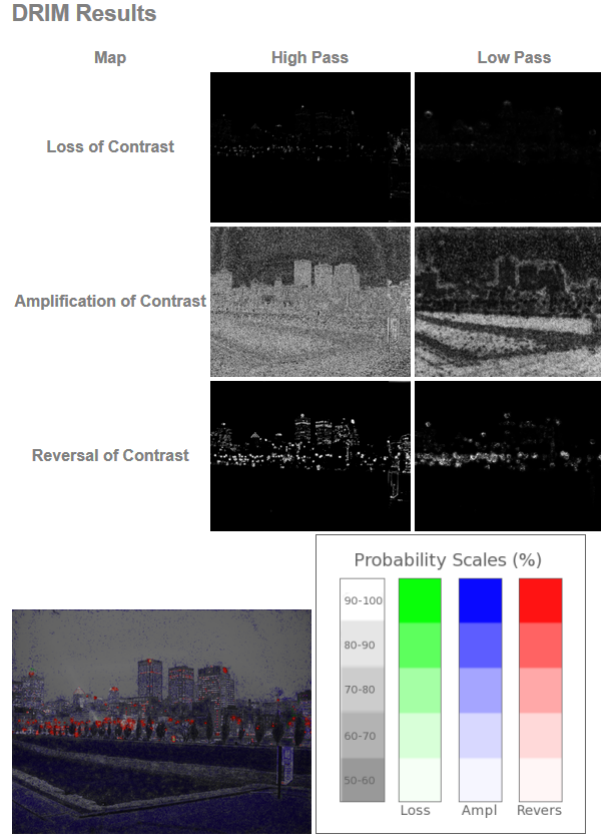 DRIM Results
Map High Pass Low Pass
Loss of Contrast
Amplification of Contrast
Reversal of Contrast
Probability Scales (%)
90-100
80-90
70-80
60-70
50-60
Loss Ampl Revers